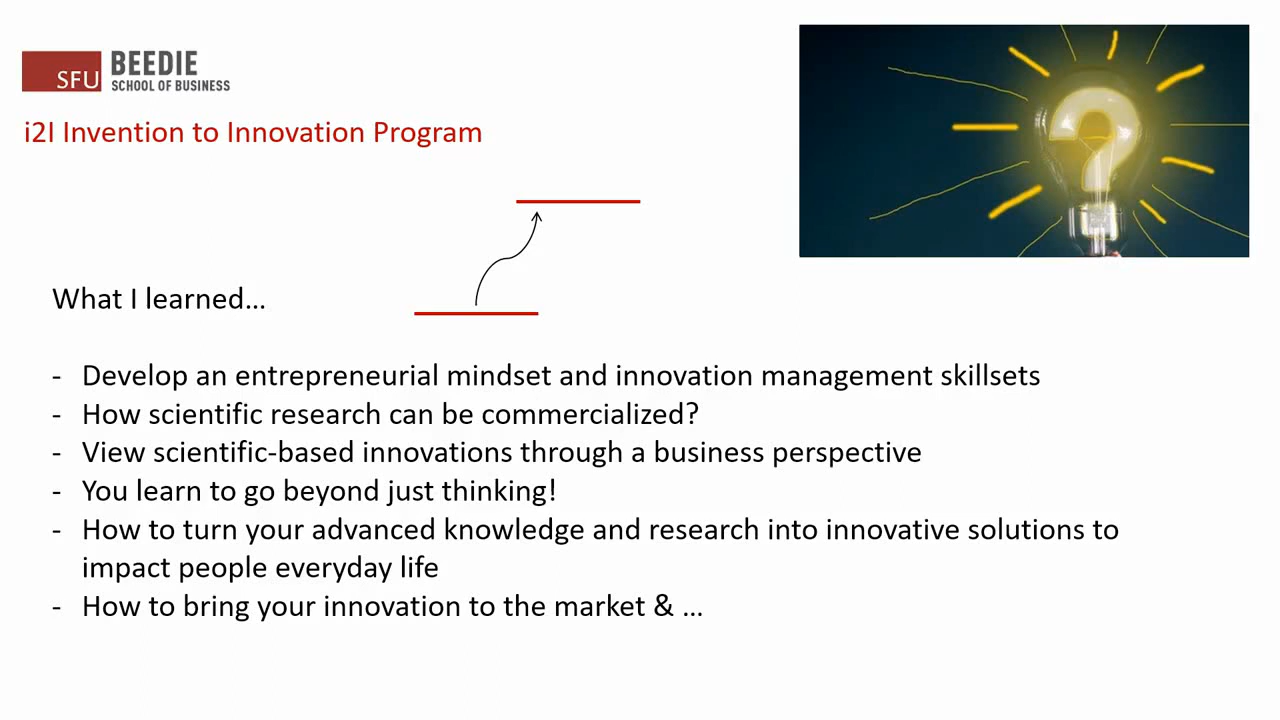 SFU BEEDIE
SCHOOL OF BUSINESS
i2I Invention to Innovation Program
What I learned...
- Develop an entrepreneurial mindset and innovation management skillsets
- How scientific research can be commercialized?
- View scientific-based innovations through a business perspective
- You learn to go beyond just thinking!
- How to turn your advanced knowledge and research into innovative solutions to
impact people everyday life
- How to bring your innovation to the market & ...